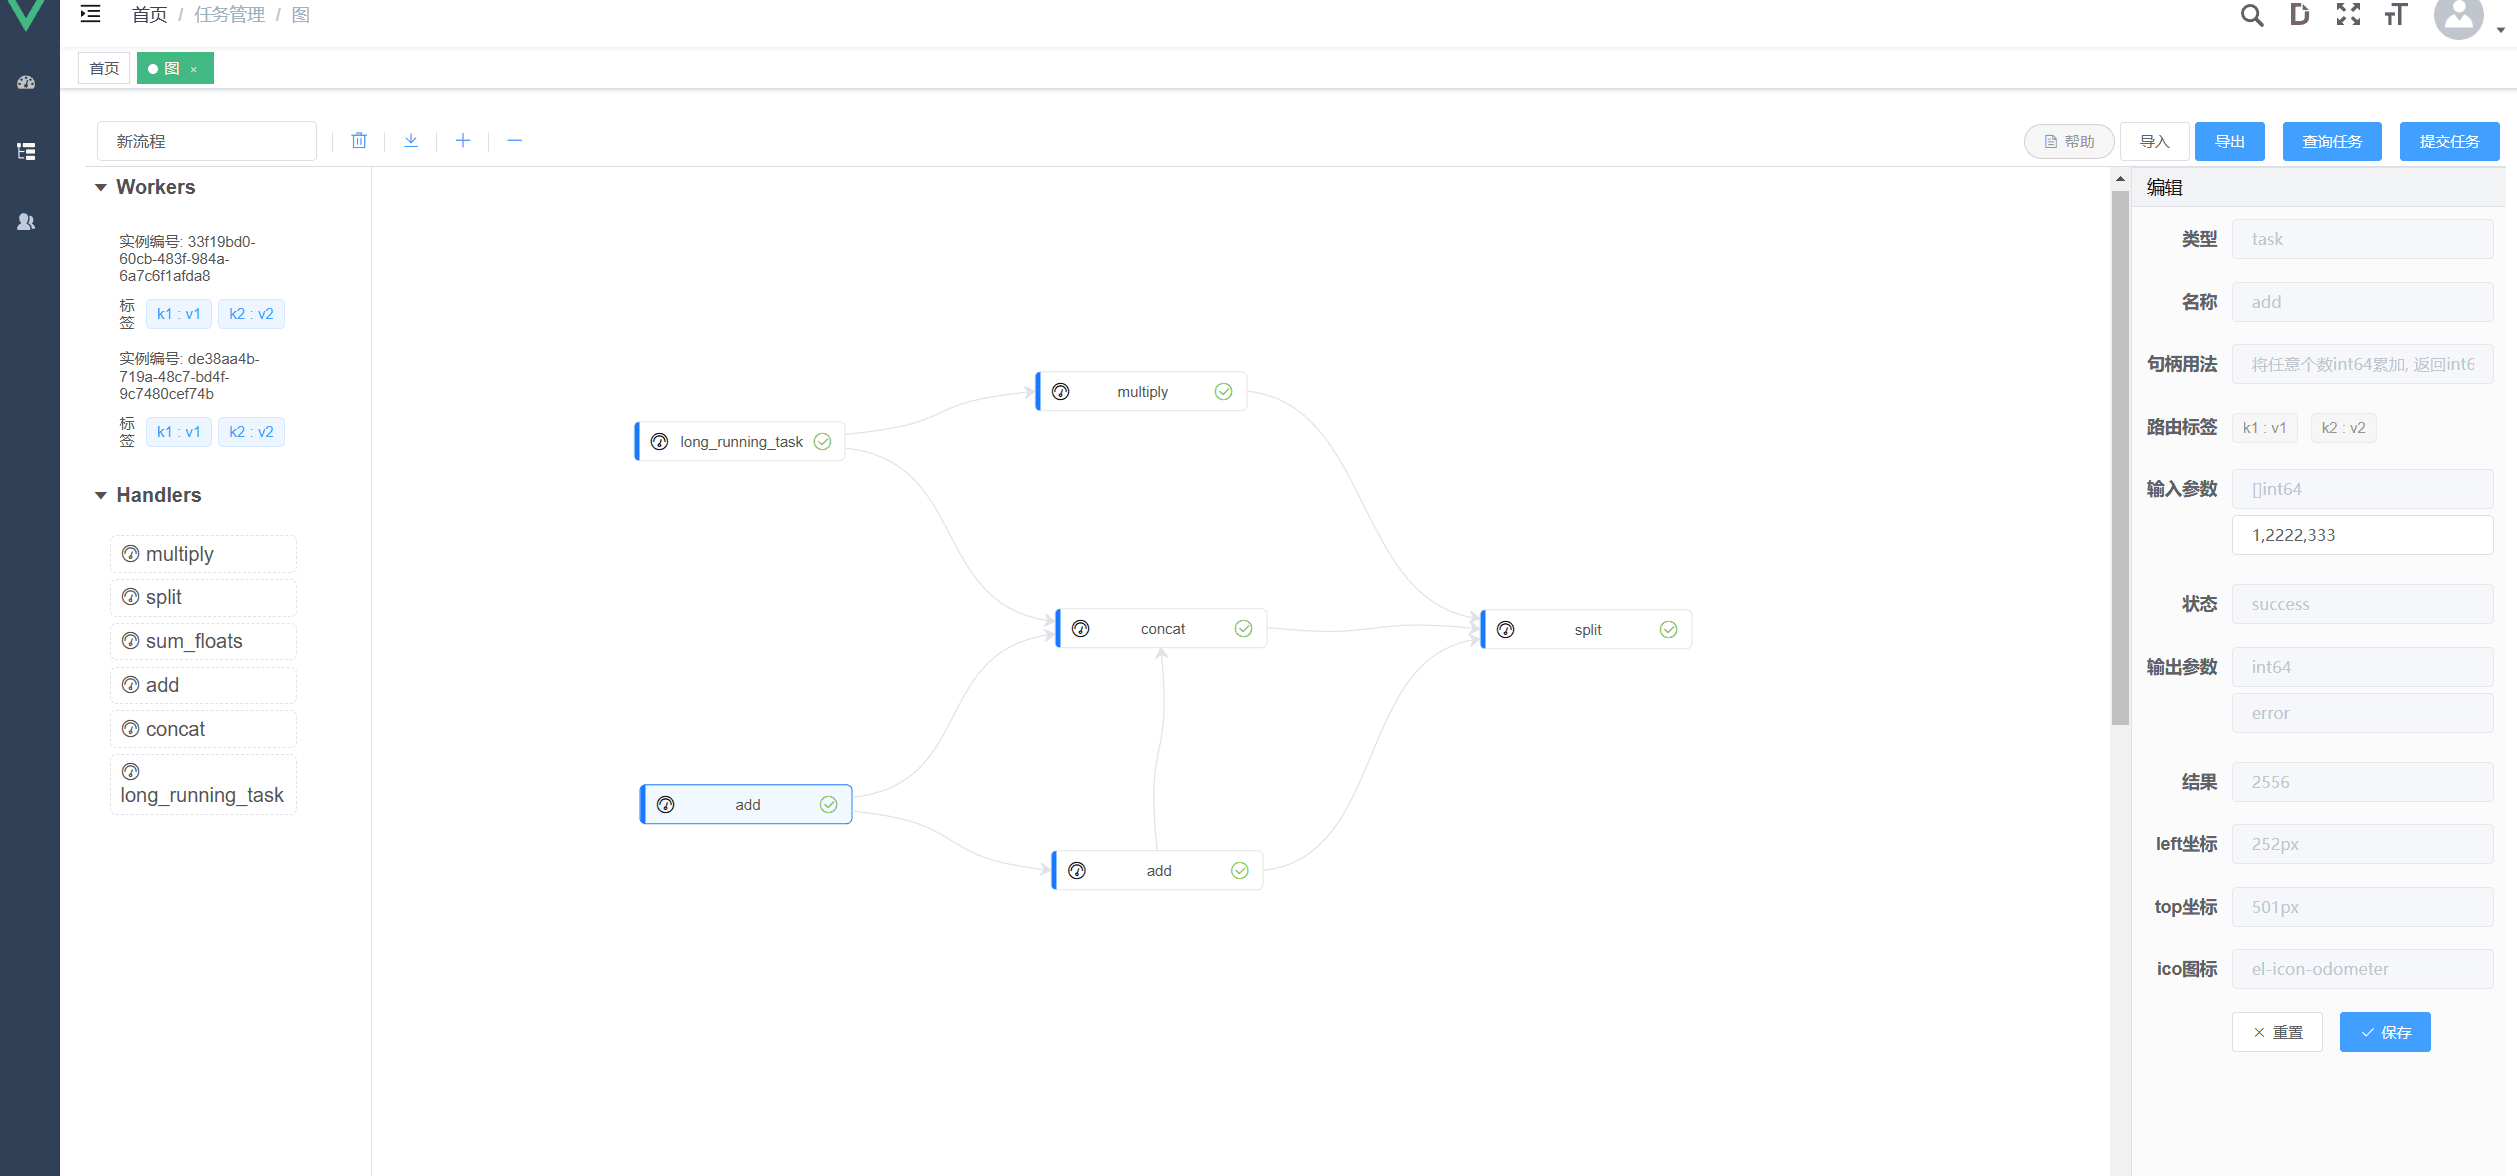 首页 / 任务管理 / 图
首页
图 ×
新流程
帮助
导入
导出
查询任务
提交任务
Workers
实例编号: 33f19bd0-
60cb-483f-984a-
6a7c6f1afda8
标签
k1 : v1
k2 : v2
实例编号: de38aa4b-
719a-48c7-bd4f-
9c7480cef74b
标签
k1 : v1
k2 : v2
Handlers
multiply
split
sum_floats
add
concat
long_running_task
multiply
long_running_task
concat
split
add
add
编辑
类型 task
名称 add
句柄用法 将任意个数int64累加, 返回int6
路由标签 k1 : v1 k2 : v2
输入参数 []int64
1,2222,333
状态 success
输出参数 int64
error
结果 2556
left坐标 252px
top坐标 501px
ico图标 el-icon-odometer
重置
保存